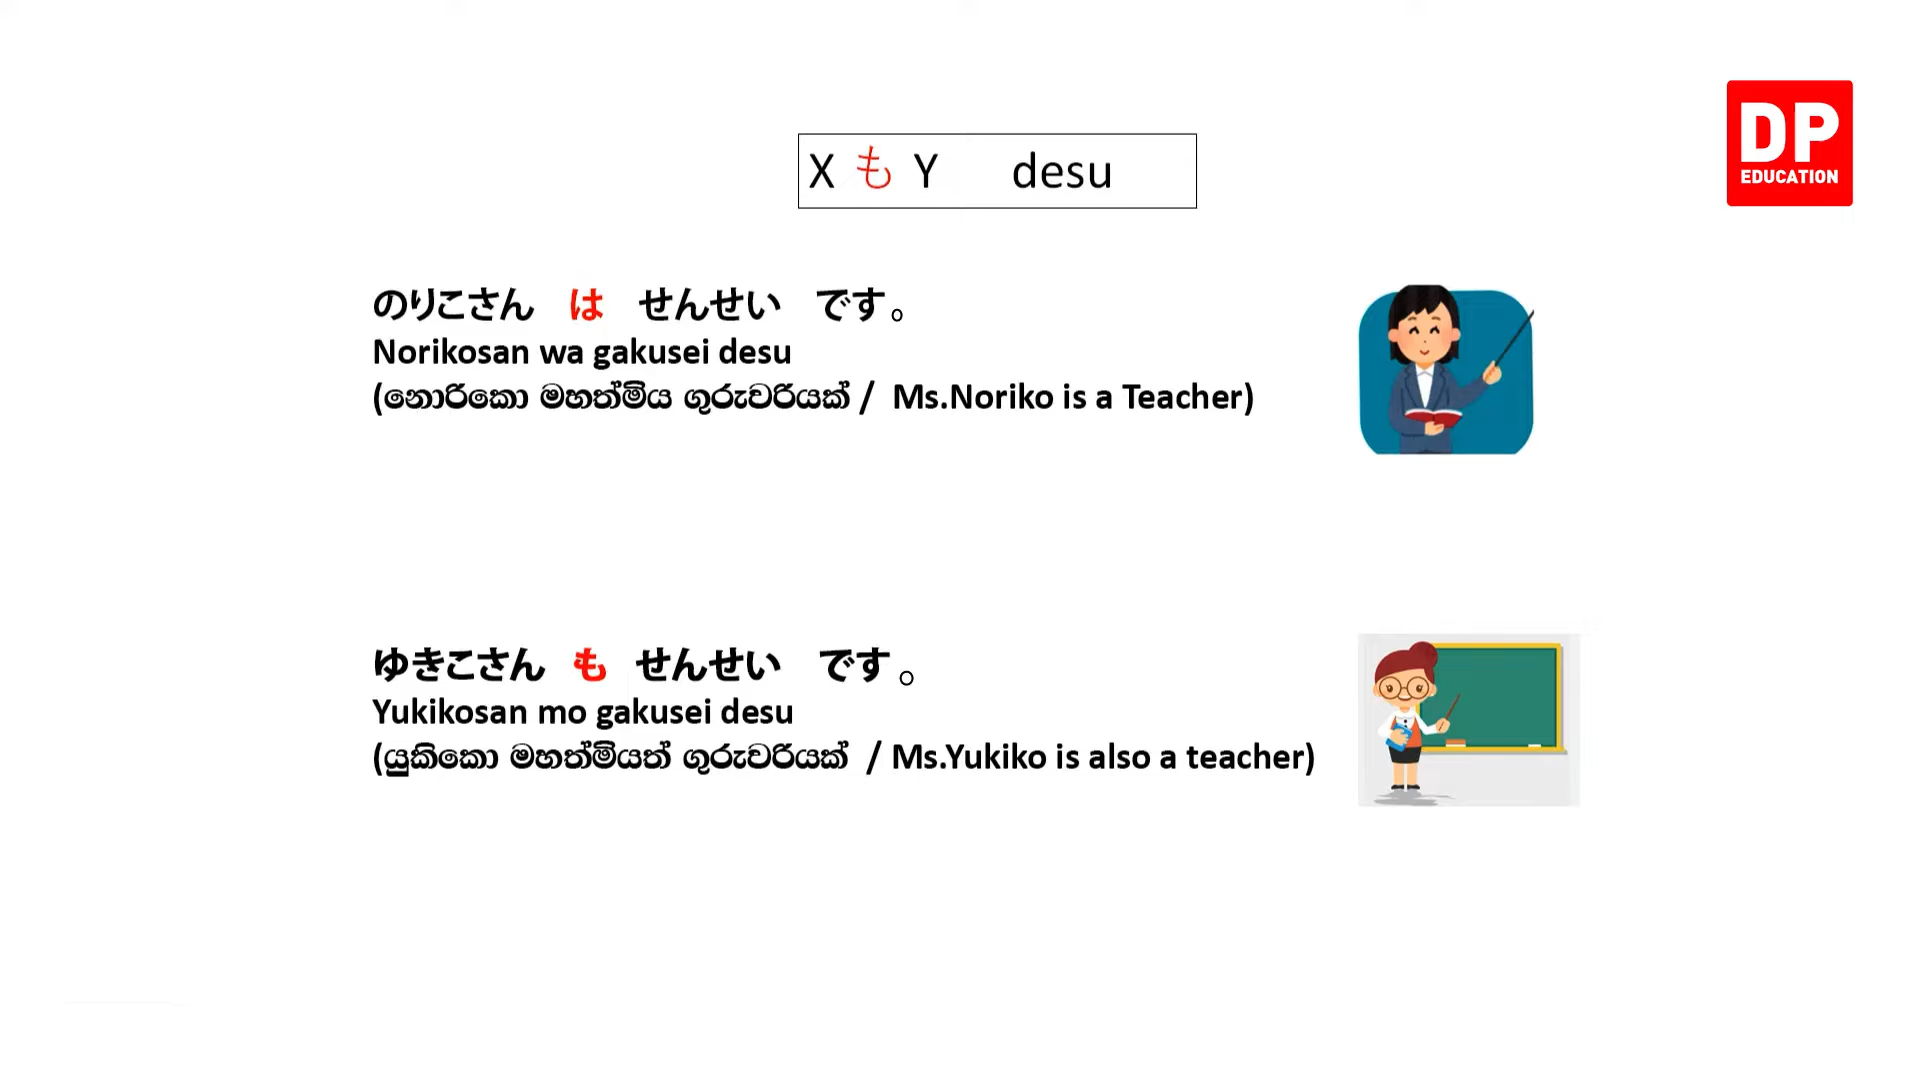 DP
EDUCATION
X も Y desu
のりこさん は せんせい です。
Norikosan wa gakusei desu
(නොරිකො මහත්මිය ගුරුවරියක් / Ms.Noriko is a Teacher)
ゆきこさん も せんせい です。
Yukikosan mo gakusei desu
(යුකිකො මහත්මියත් ගුරුවරියක් / Ms.Yukiko is also a teacher)